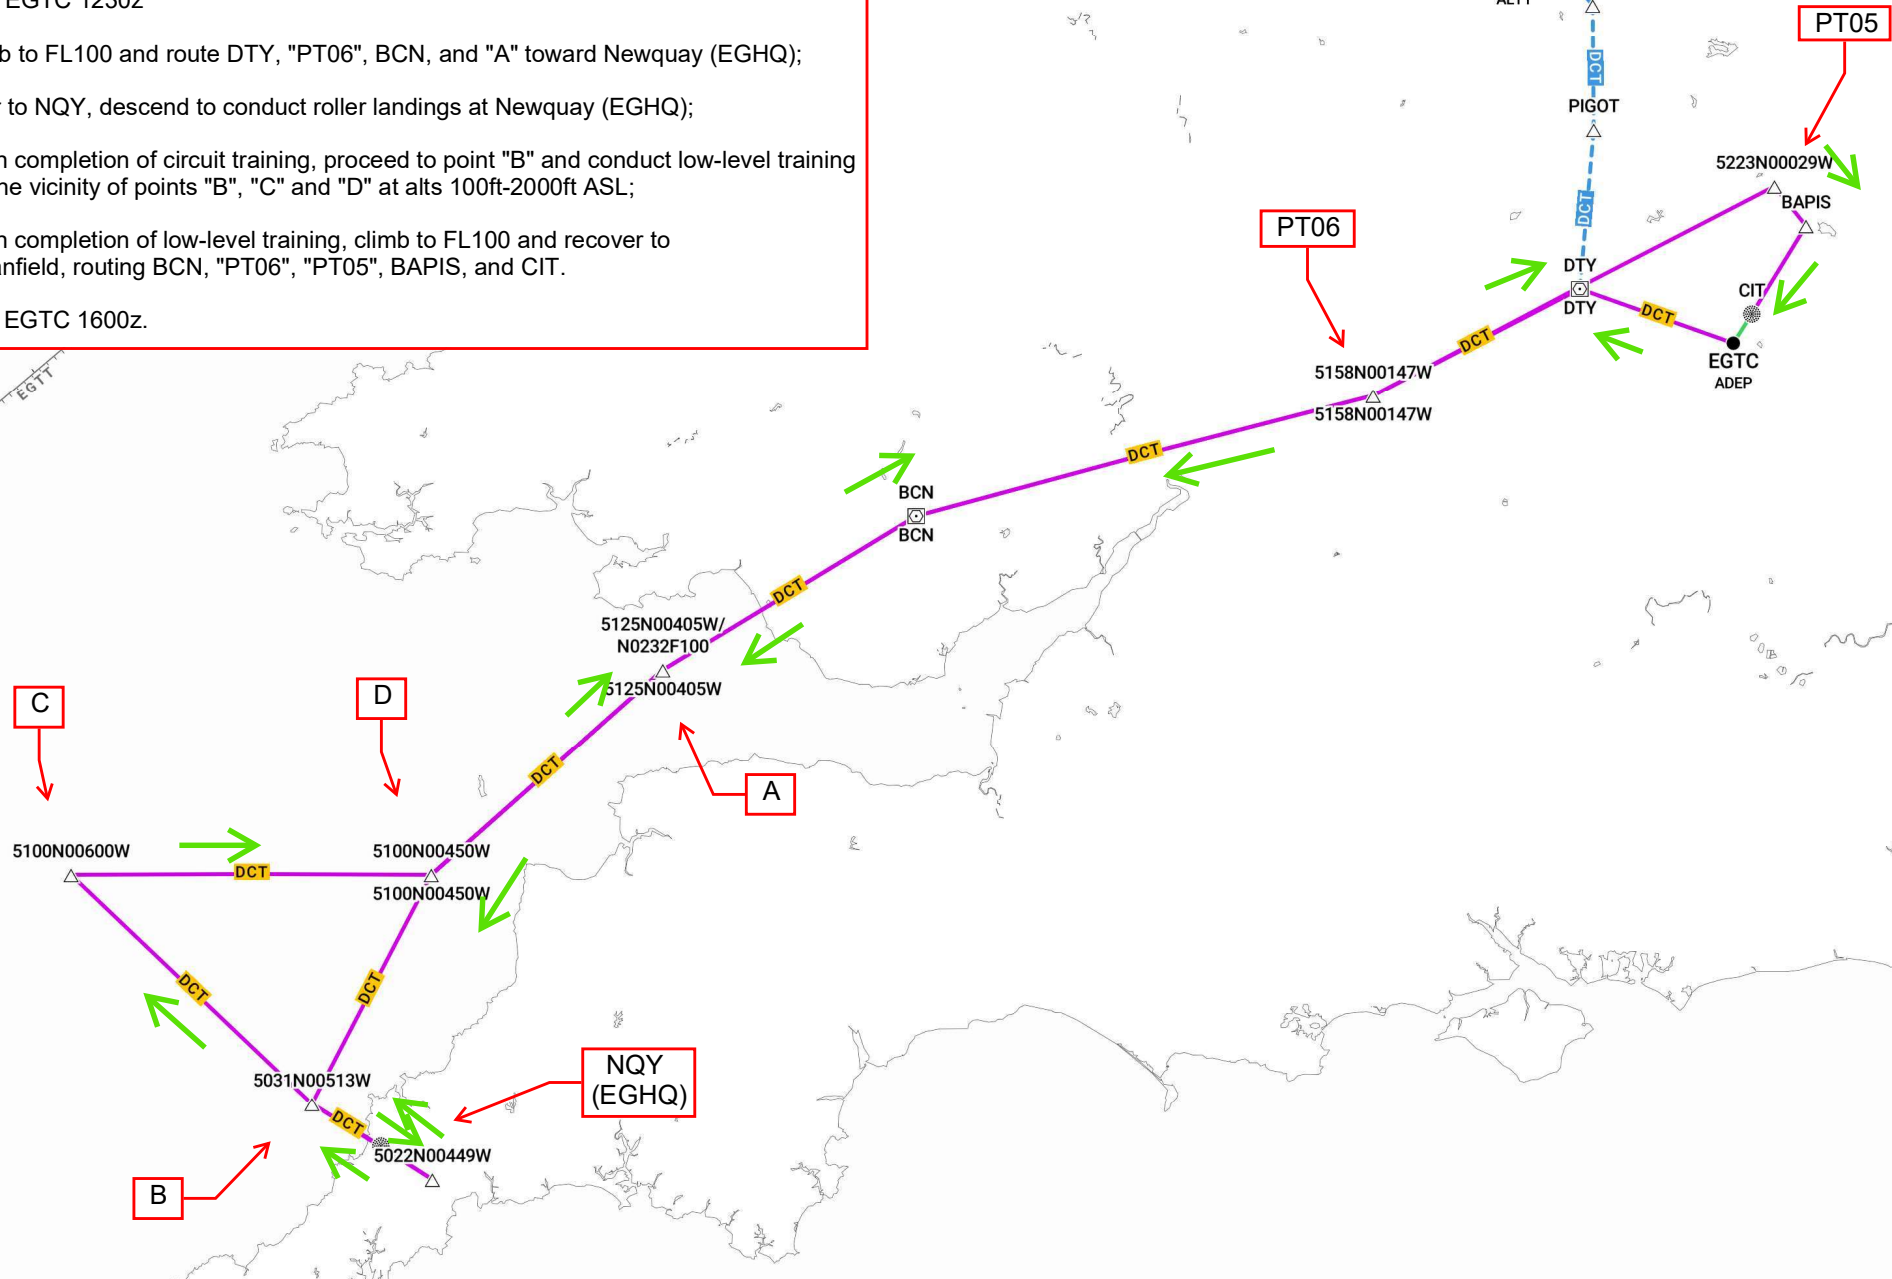 EGTC 1230z
b to FL100 and route DTY, "PT06", BCN, and "A" toward Newquay (EGHQ);
r to NQY, descend to conduct roller landings at Newquay (EGHQ);
n completion of circuit training, proceed to point "B" and conduct low-level training
he vicinity of points "B", "C" and "D" at alts 100ft-2000ft ASL;
n completion of low-level training, climb to FL100 and recover to
anfield, routing BCN, "PT06", "PT05", BAPIS, and CIT.
EGTC 1600z.
EGTT
PT05
DCT
PIGOT
5223N00029W
DCT
BAPIS
PT06
DTY
DTY
CIT
DCT
DCT
EGTC
ADEP
5158N00147W
5158N00147W
DCT
BCN
BCN
DCT
5125N00405W/
N0232F100
5125N00405W
C
D
A
DCT
5100N00600W
5100N00450W
DCT
5100N00450W
DCT
DCT
NQY
(EGHQ)
5031N00513W
DCT
5022N00449W
B